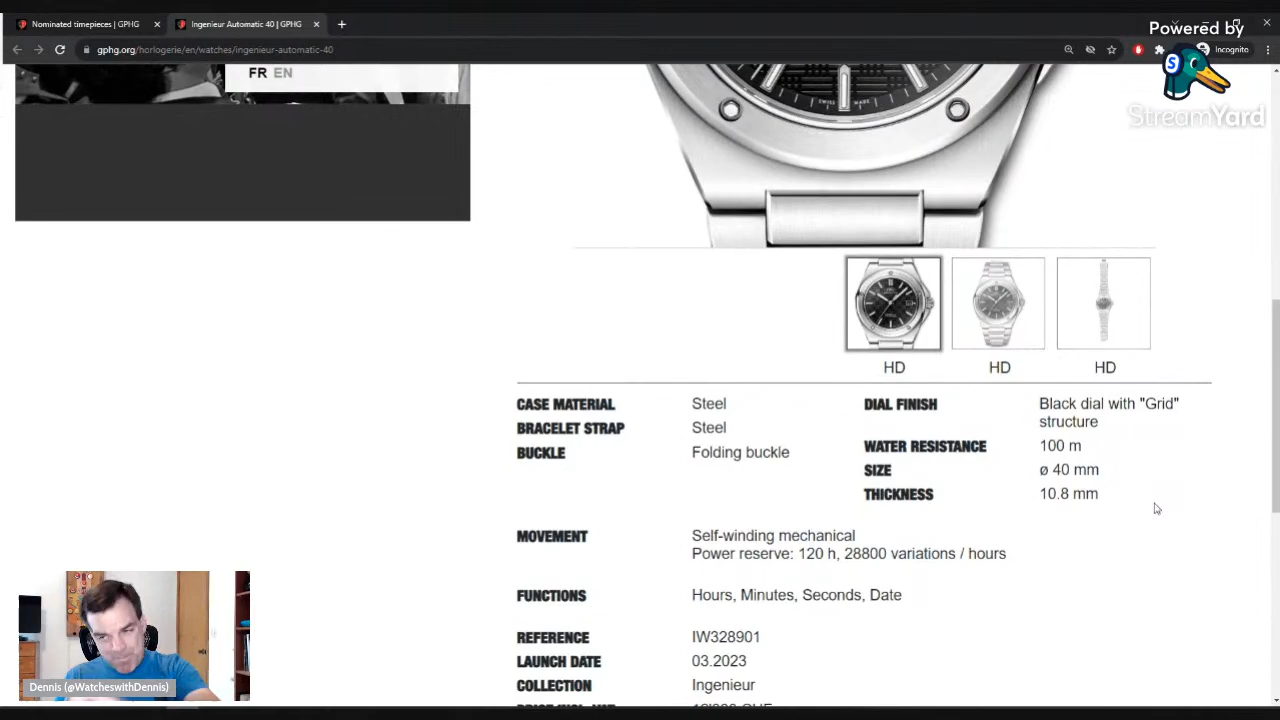 Nominated timepieces | GPHG
Ingenieur Automatic 40 | GPHG
gphg.org/horlogerie/en/watches/ingenieur-automatic-40
Incognito
Powered by
StreamYard
FR EN
SWISS MADE
HD HD HD
CASE MATERIAL Steel
BRACELET STRAP Steel
BUCKLE Folding buckle
DIAL FINISH Black dial with "Grid"
structure
WATER RESISTANCE 100 m
SIZE ø 40 mm
THICKNESS 10.8 mm
MOVEMENT Self-winding mechanical
Power reserve: 120 h, 28800 variations / hours
FUNCTIONS Hours, Minutes, Seconds, Date
REFERENCE IW328901
LAUNCH DATE 03.2023
COLLECTION Ingenieur
Dennis (@WatcheswithDennis)